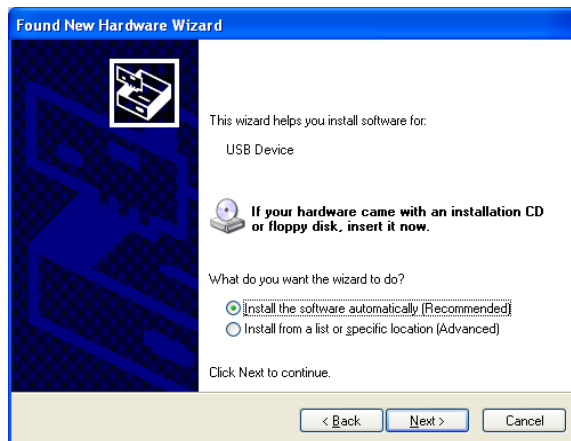 Found New Hardware Wizard
This wizard helps you install software for:
USB Device
If your hardware came with an installation CD
or floppy disk, insert it now.
What do you want the wizard to do?
Install the software automatically (Recommended)
Install from a list or specific location (Advanced)
Click Next to continue.
< Back
Next >
Cancel